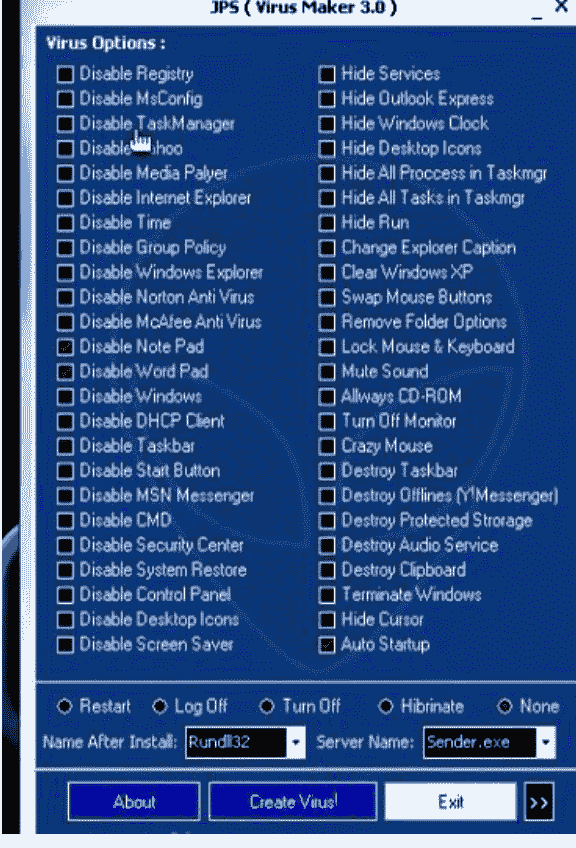 JPS ( Virus Maker 3.0 )
Virus Options :
Disable Registry
Disable MsConfig
Disable TaskManager
Disable hoo
Disable Media Palyer
Disable Internet Explorer
Disable Time
Disable Group Policy
Disable Windows Explorer
Disable Norton Anti Virus
Disable McAfee Anti Virus
Disable Note Pad
Disable Word Pad
Disable Windows
Disable DHCP Client
Disable Taskbar
Disable Start Button
Disable MSN Messenger
Disable CMD
Disable Security Center
Disable System Restore
Disable Control Panel
Disable Desktop Icons
Disable Screen Saver
Hide Services
Hide Outlook Express
Hide Windows Clock
Hide Desktop Icons
Hide All Proccess in Taskmgr
Hide All Tasks in Taskmgr
Hide Run
Change Explorer Caption
Clear Windows XP
Swap Mouse Buttons
Remove Folder Options
Lock Mouse & Keyboard
Mute Sound
Allways CD-ROM
Turn Off Monitor
Crazy Mouse
Destroy Taskbar
Destroy Offlines (Y!Messenger)
Destroy Protected Strorage
Destroy Audio Service
Destroy Clipboard
Terminate Windows
Hide Cursor
Auto Startup
Restart Log Off Turn Off Hibrinate None
Name After Install: Rundll32 Server Name: Sender.exe
About Create Virus! Exit >>